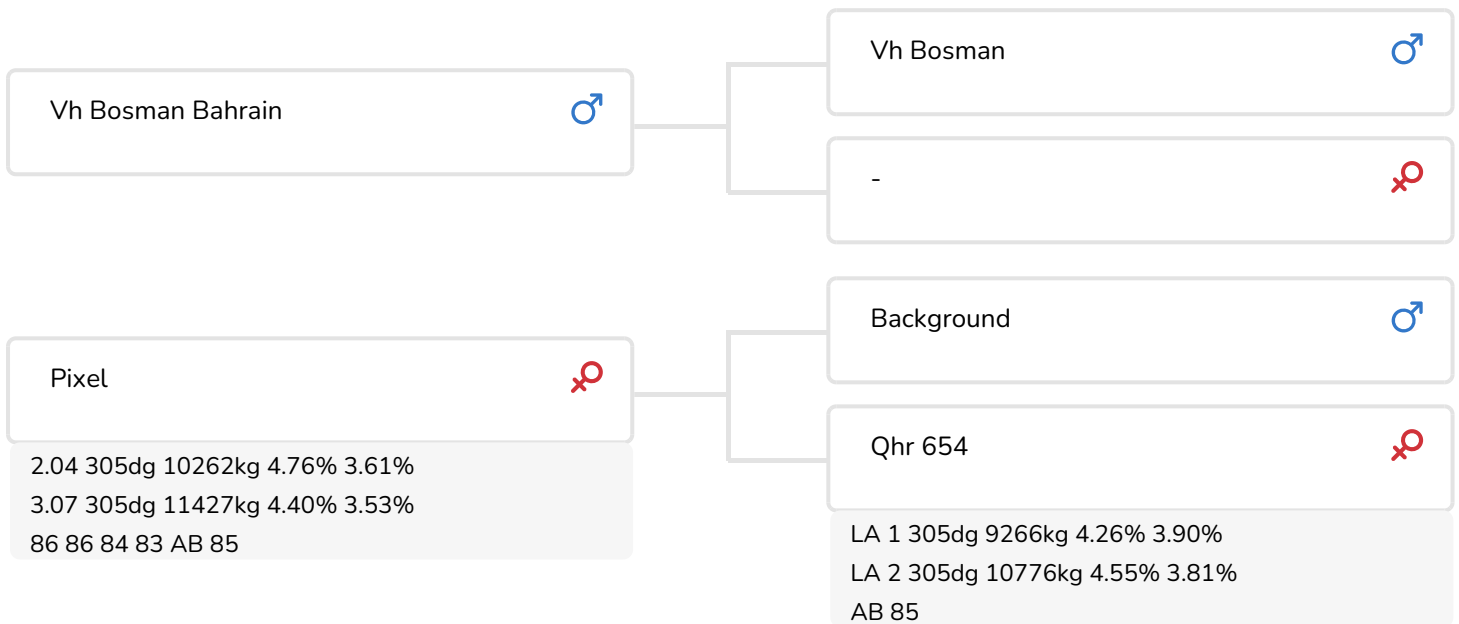 Vh Bosman
Vh Bosman Bahrain
-
Background
Pixel
Qhr 654
2.04 305dg 10262kg 4.76% 3.61%
3.07 305dg 11427kg 4.40% 3.53%
86 86 84 83 AB 85
LA 1 305dg 9266kg 4.26% 3.90%
LA 2 305dg 10776kg 4.55% 3.81%
AB 85